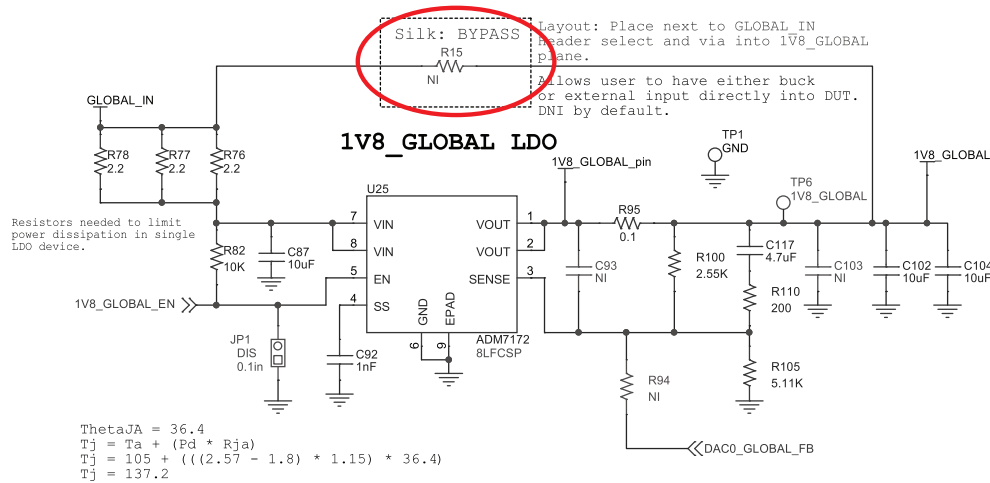 Silk: BYPASS
R15
NI
Layout: Place next to GLOBAL_IN
header select and via into 1V8_GLOBAL
plane.
Allows user to have either buck
or external input directly into DUT.
DNI by default.
GLOBAL_IN
1V8_GLOBAL LDO
TP1
GND
1V8_GLOBAL_pin
1V8_GLOBAL
R78
2.2
R77
2.2
R76
2.2
U25
TP6
1V8_GLOBAL
Resistors needed to limit
power dissipation in single
LDO device.
R82
10K
C87
10uF
7
VIN
8
VIN
5
EN
4
SS
GND
6
EPAD
9
VOUT
1
VOUT
2
SENSE
3
ADM7172
8LFCSP
R95
0.1
C93
NI
R100
2.55K
C117
4.7uF
R110
200
C103
NI
C102
10uF
C104
10uF
1V8_GLOBAL_EN
JP1
DIS
0.1in
C92
1nF
R94
NI
R105
5.11K
DAC0_GLOBAL_FB
ThetaJA = 36.4
Tj = Ta + (Pd * Rja)
Tj = 105 + (((2.57 - 1.8) * 1.15) * 36.4)
Tj = 137.2